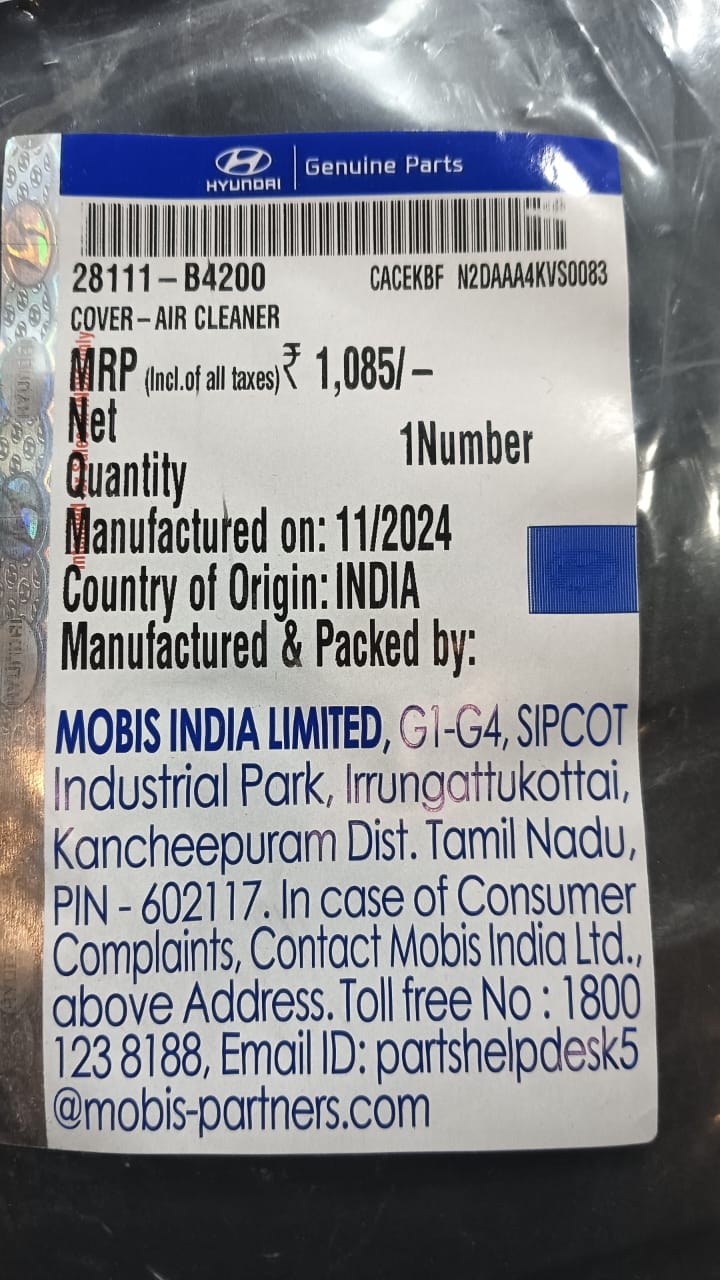 HYUNDAI | Genuine Parts
28111-B4200 CACEKBF N2DAAA4KVS0083
COVER-AIR CLEANER
MRP (Incl.of all taxes) ₹ 1,085/-
Net
Quantity 1Number
Manufactured on: 11/2024
Country of Origin: INDIA
Manufactured & Packed by:
MOBIS INDIA LIMITED, G1-G4, SIPCOT
Industrial Park, Irrungattukottai,
Kancheepuram Dist. Tamil Nadu,
PIN - 602117. In case of Consumer
Complaints, Contact Mobis India Ltd.,
above Address. Toll free No : 1800
123 8188, Email ID: partshelpdesk5
@mobis-partners.com